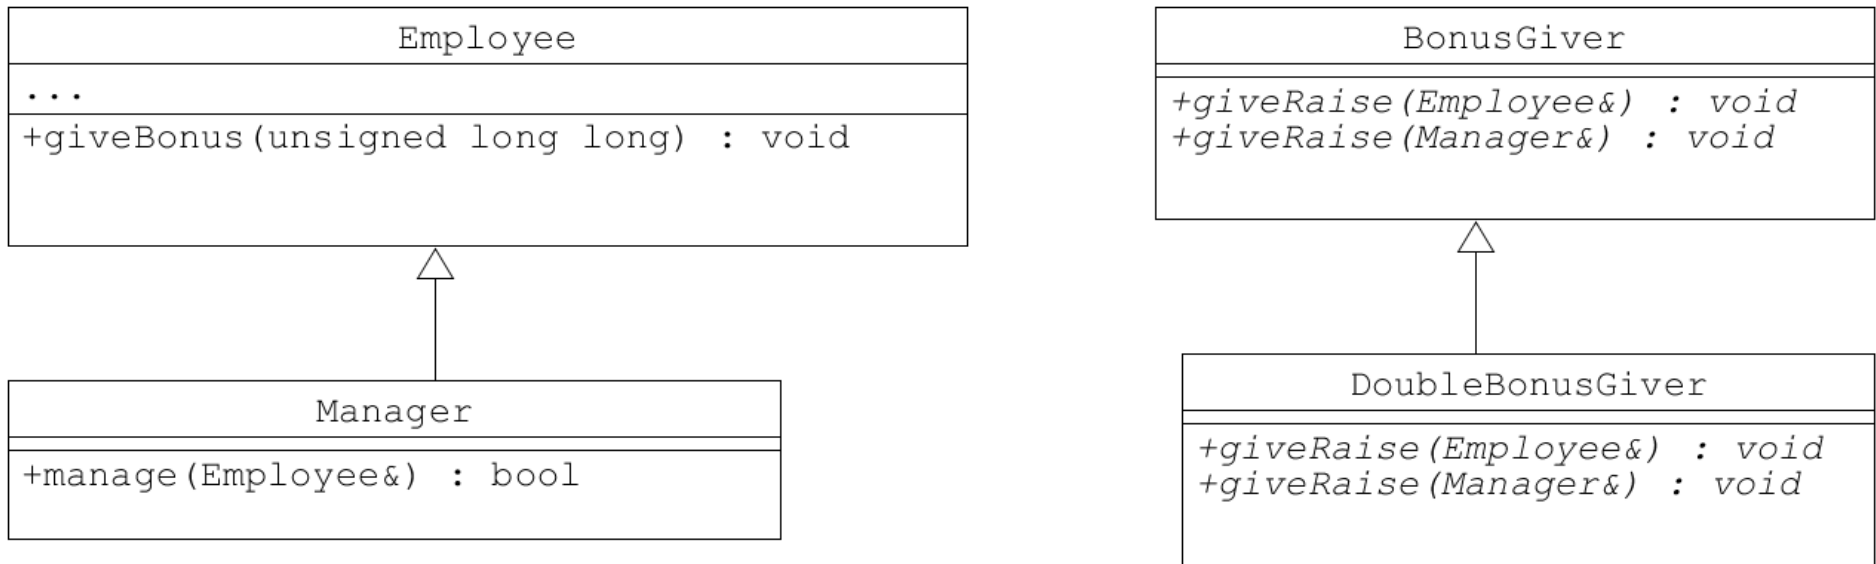 Employee
...
+giveBonus(unsigned long long) : void
Manager
+manage(Employee&) : bool
BonusGiver
+giveRaise(Employee&) : void
+giveRaise(Manager&) : void
DoubleBonusGiver
+giveRaise(Employee&) : void
+giveRaise(Manager&) : void